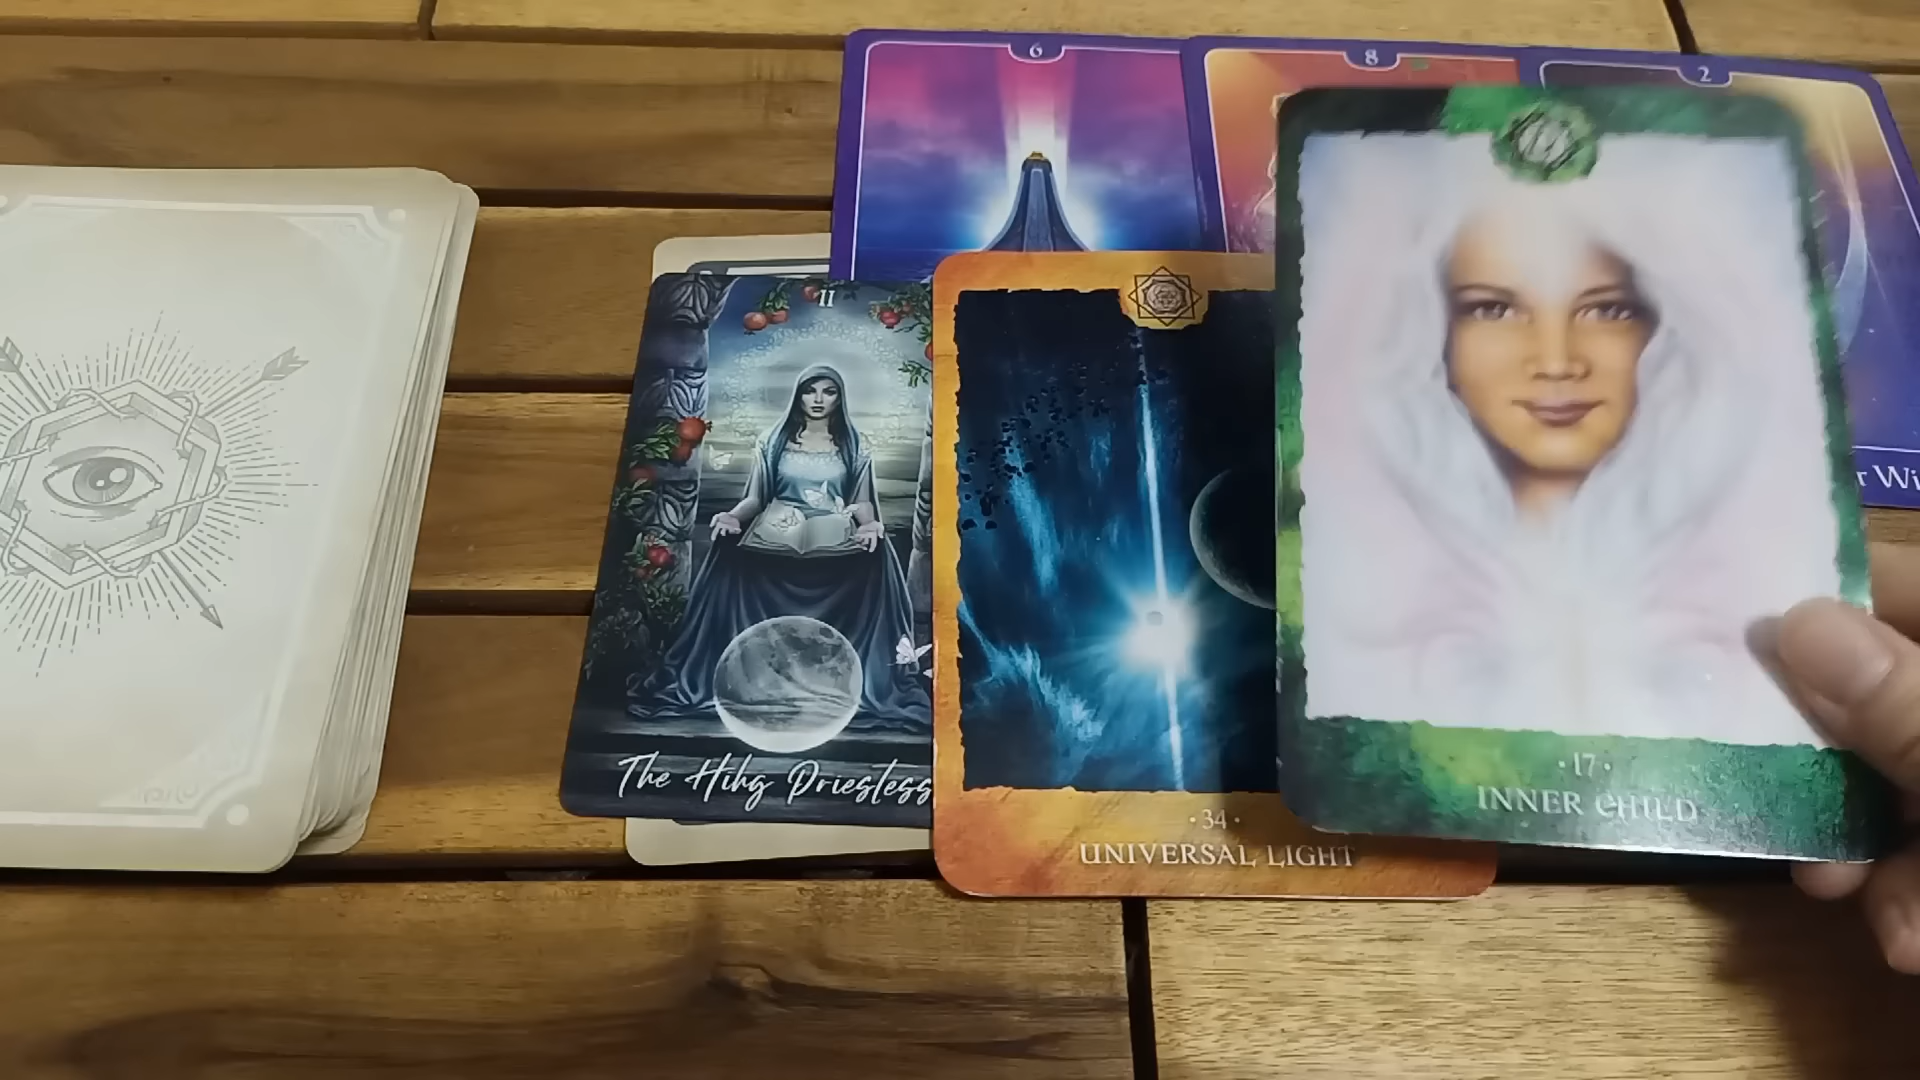 6
8
2
r Wi
II
The Hihg Priestess
·34·
UNIVERSAL LIGHT
·17·
INNER CHILD